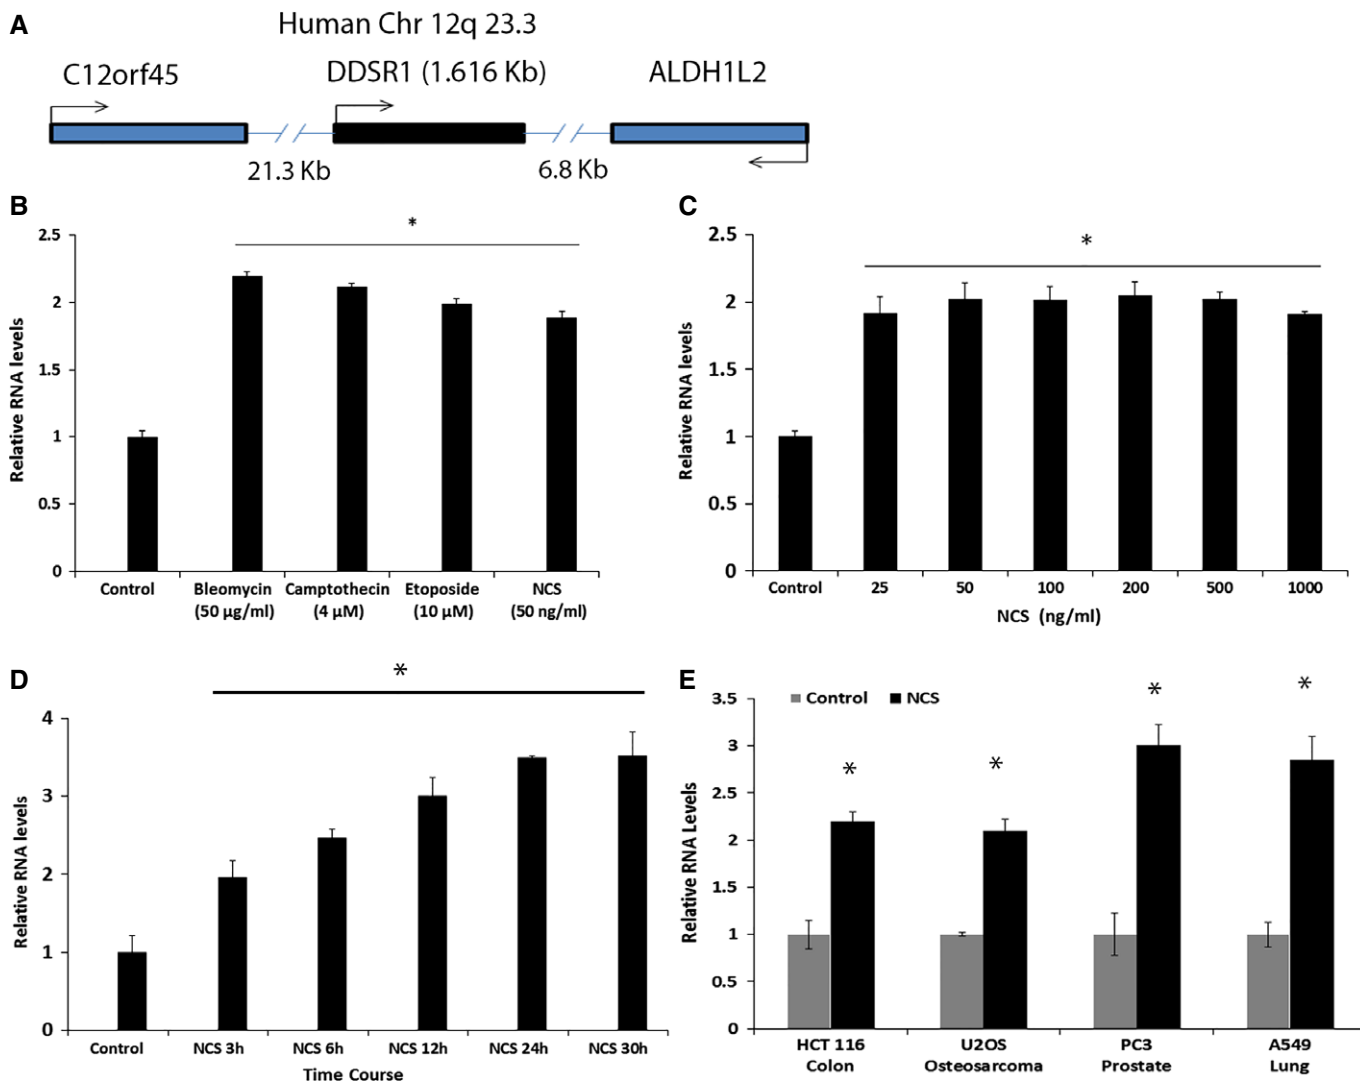 A
Human Chr 12q 23.3
C12orf45
DDSR1 (1.616 Kb)
ALDH1L2
21.3 Kb
6.8 Kb
B
*
2.5
2
1.5
1
0.5
0
Relative RNA levels
Control
Bleomycin
(50 µg/ml)
Camptothecin
(4 µM)
Etoposide
(10 µM)
NCS
(50 ng/ml)
C
*
2.5
2
1.5
1
0.5
0
Relative RNA levels
Control
25
50
100
200
500
1000
NCS (ng/ml)
D
*
4
3
2
1
0
Relative RNA levels
Control
NCS 3h
NCS 6h
NCS 12h
NCS 24h
NCS 30h
Time Course
E
Control
NCS
*
*
*
*
3.5
3
2.5
2
1.5
1
0.5
0
Relative RNA Levels
HCT 116
Colon
U2OS
Osteosarcoma
PC3
Prostate
A549
Lung